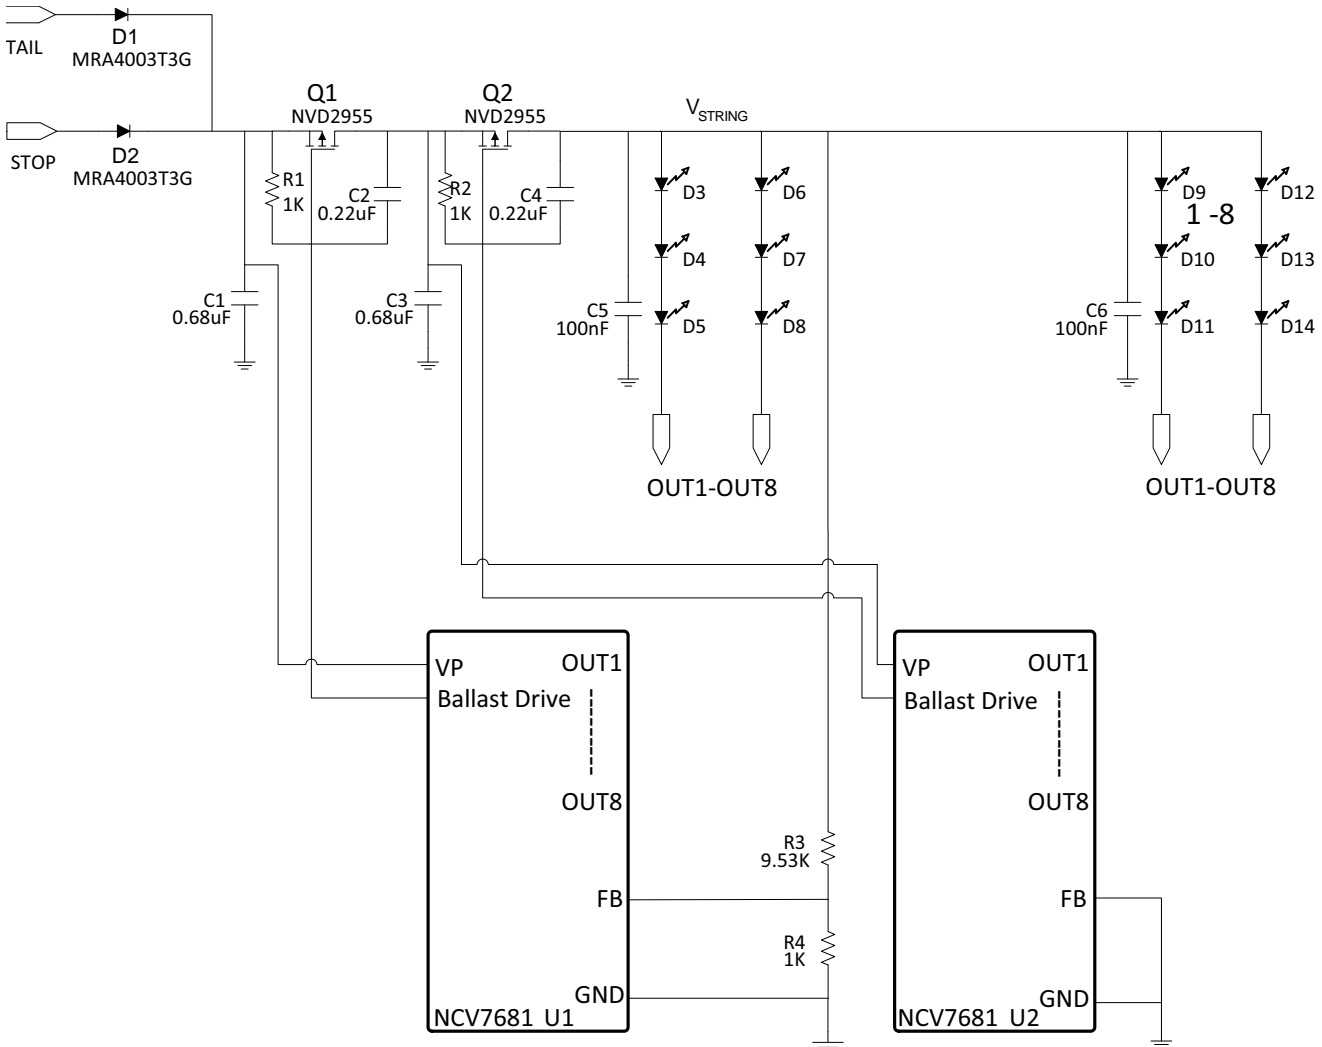 TAIL
D1
MRA4003T3G
STOP
D2
MRA4003T3G
Q1
NVD2955
Q2
NVD2955
VSTRING
R1
1K
C2
0.22uF
R2
1K
C4
0.22uF
C1
0.68uF
C3
0.68uF
C5
100nF
D3
D4
D5
D6
D7
D8
OUT1-OUT8
C6
100nF
D9
1 -8
D10
D11
D12
D13
D14
OUT1-OUT8
VP
Ballast Drive
OUT1
OUT8
FB
GND
NCV7681 U1
R3
9.53K
R4
1K
VP
Ballast Drive
OUT1
OUT8
FB
GND
NCV7681 U2